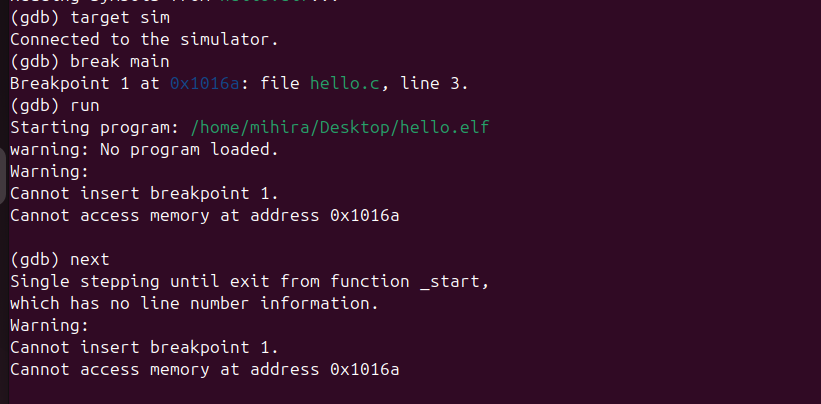 (gdb) target sim
Connected to the simulator.
(gdb) break main
Breakpoint 1 at 0x1016a: file hello.c, line 3.
(gdb) run
Starting program: /home/mihira/Desktop/hello.elf
warning: No program loaded.
Warning:
Cannot insert breakpoint 1.
Cannot access memory at address 0x1016a
(gdb) next
Single stepping until exit from function _start,
which has no line number information.
Warning:
Cannot insert breakpoint 1.
Cannot access memory at address 0x1016a